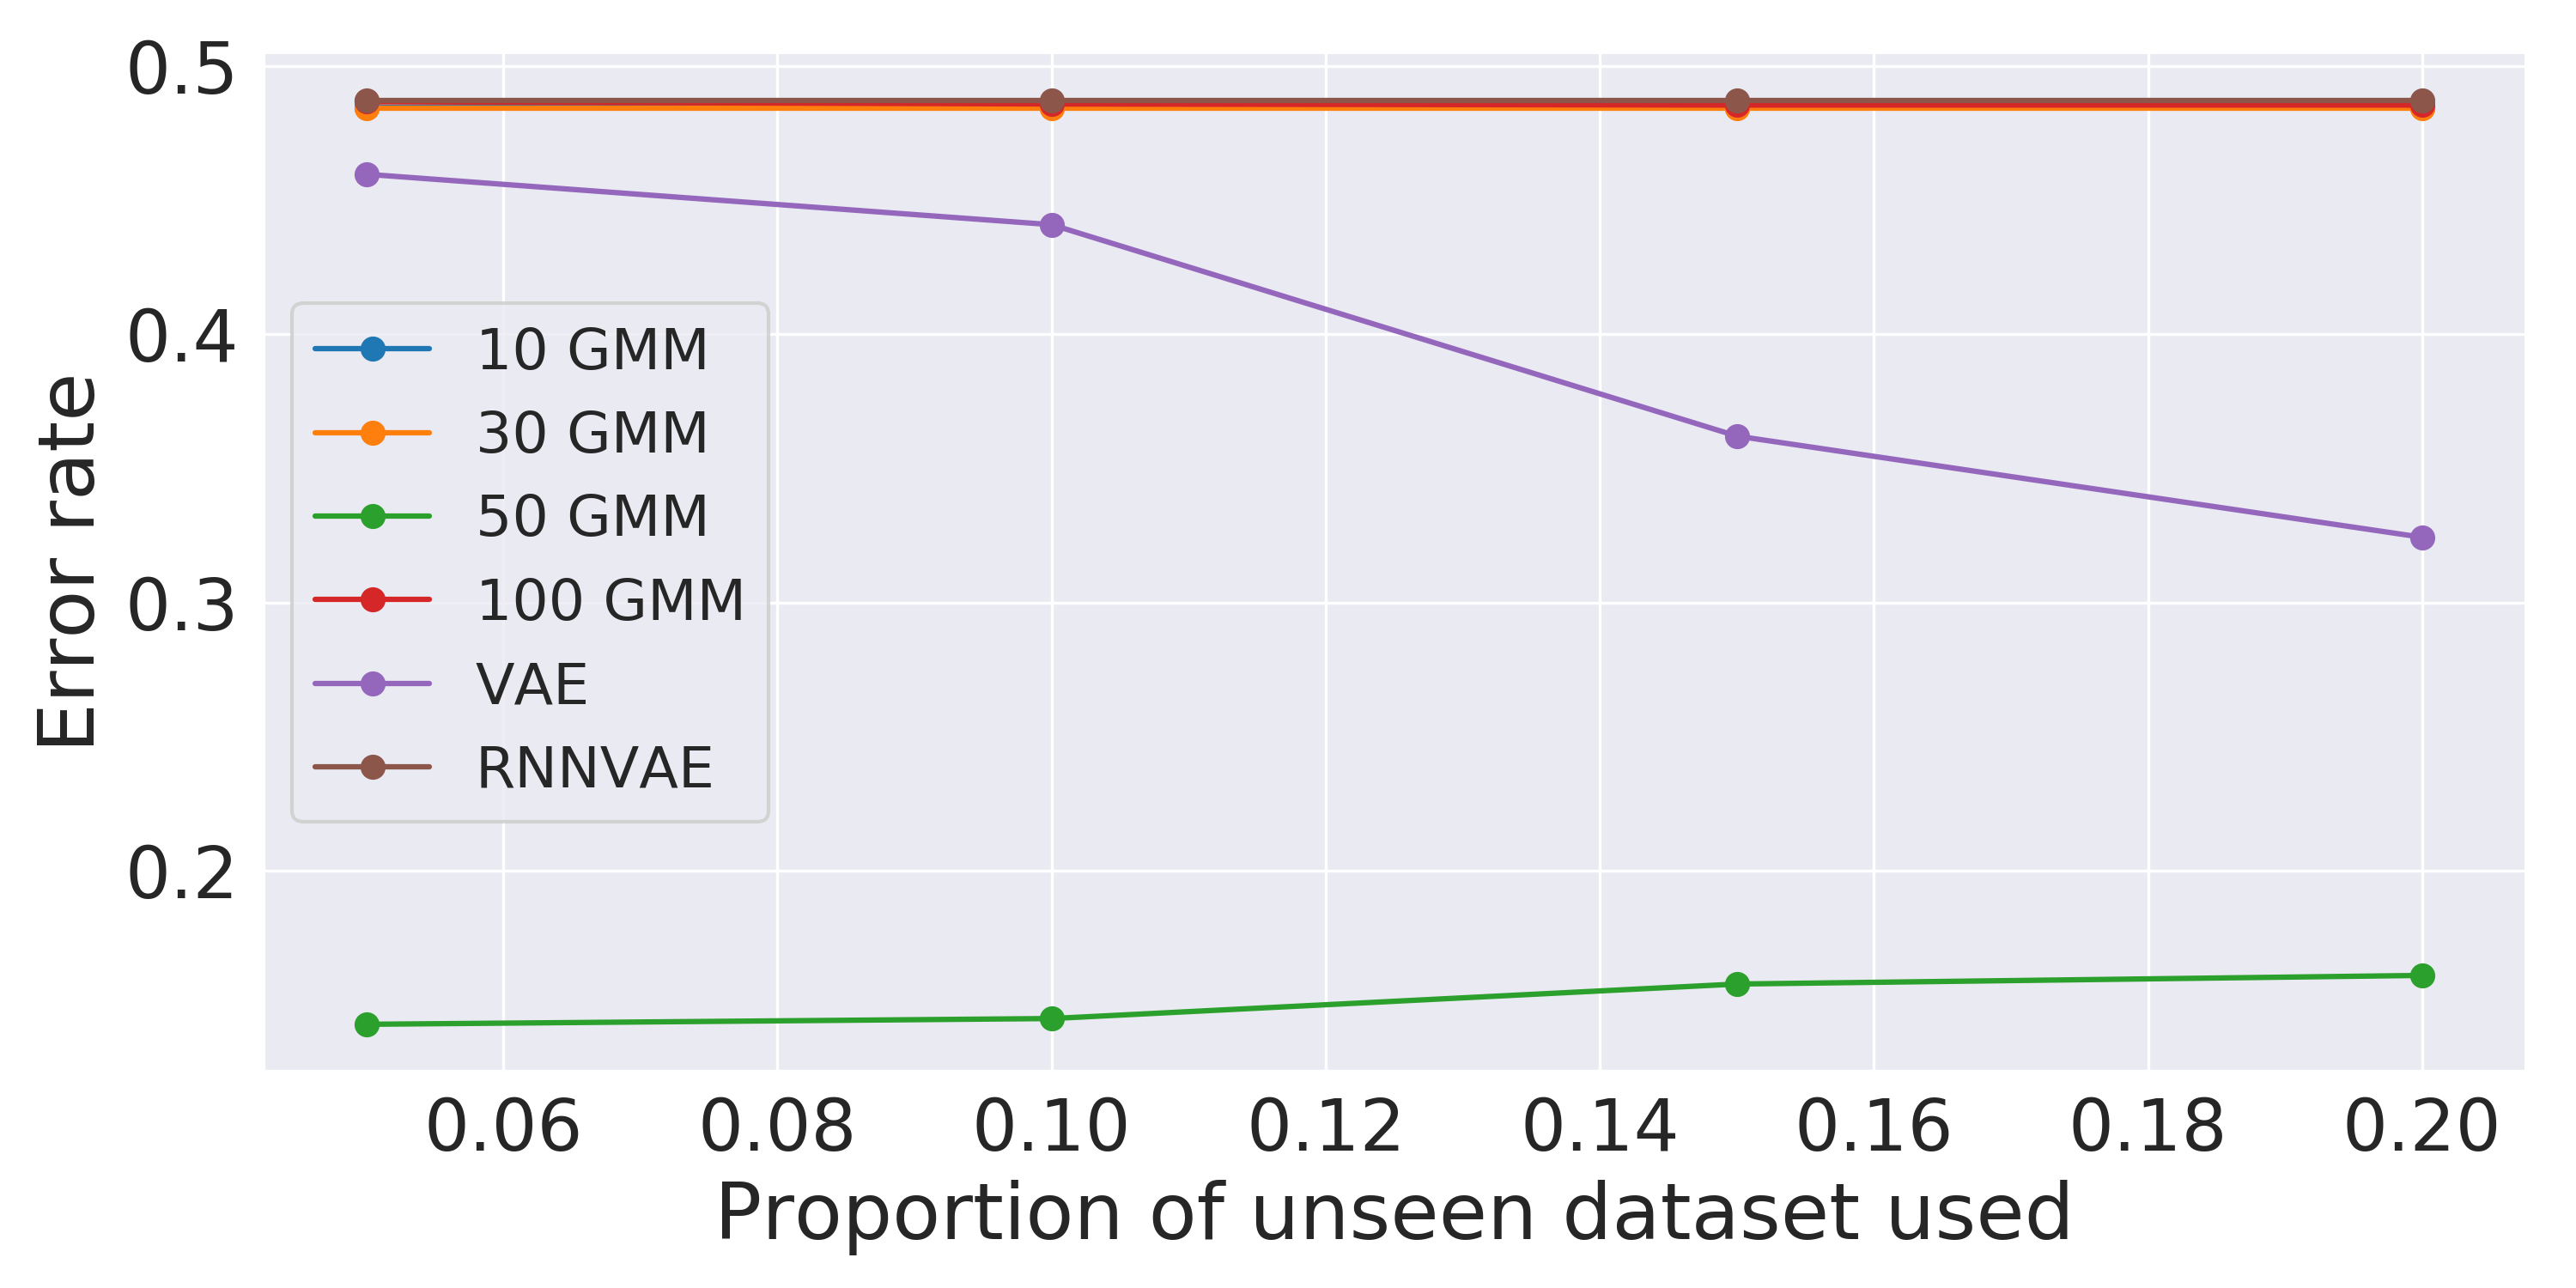 0.5
0.4
0.3
0.2
Error rate
10 GMM
30 GMM
50 GMM
100 GMM
VAE
RNNVAE
0.06 0.08 0.10 0.12 0.14 0.16 0.18 0.20
Proportion of unseen dataset used